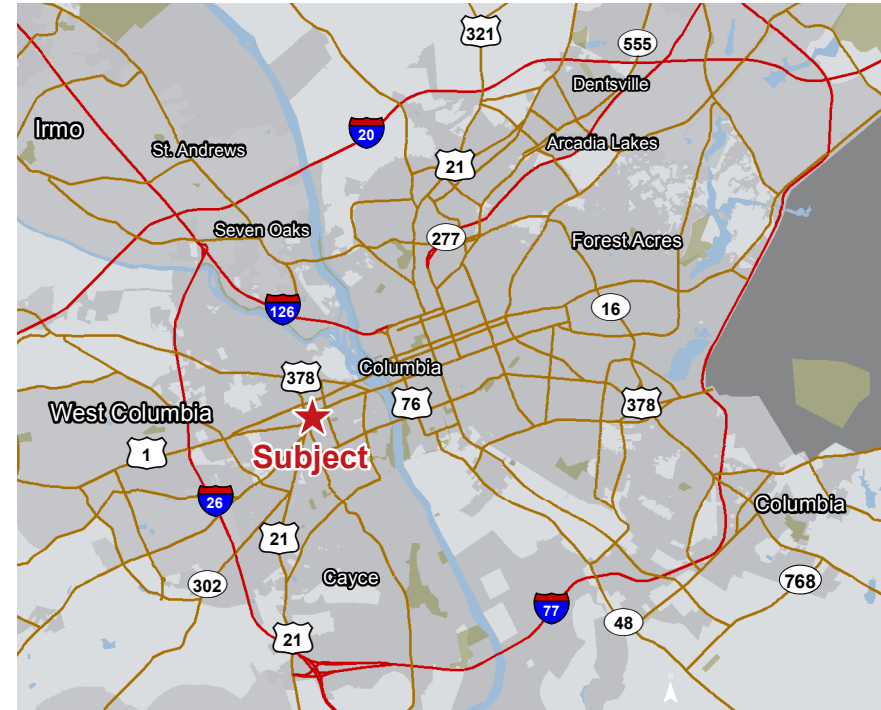 321
555
Dentsville
Irmo
20
St. Andrews
Arcadia Lakes
21
Seven Oaks
277
Forest Acres
126
16
378
Columbia
West Columbia
76
378
Subject
1
26
Columbia
21
Cayce
302
768
77
48
21